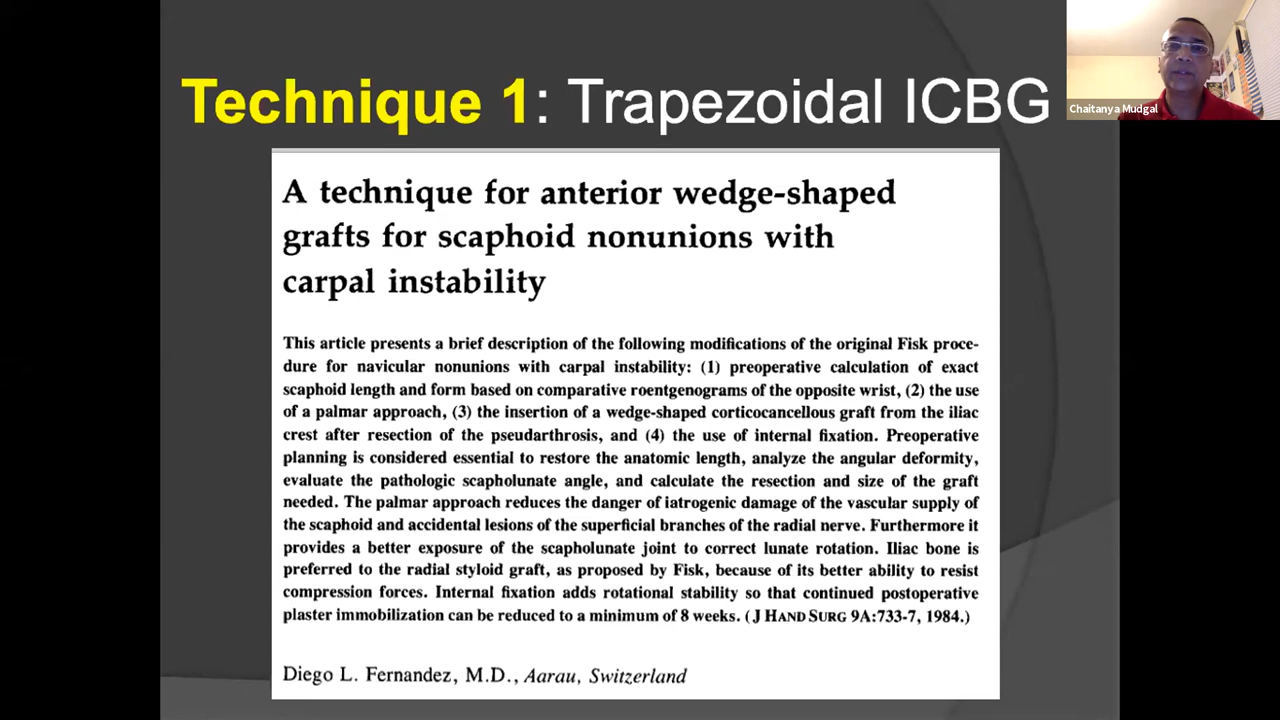 Technique 1: Trapezoidal ICBG
Chaitanya Mudgal
A technique for anterior wedge-shaped
grafts for scaphoid nonunions with
carpal instability
This article presents a brief description of the following modifications of the original Fisk proce-
dure for navicular nonunions with carpal instability: (1) preoperative calculation of exact
scaphoid length and form based on comparative roentgenograms of the opposite wrist, (2) the use
of a palmar approach, (3) the insertion of a wedge-shaped corticocancellous graft from the iliac
crest after resection of the pseudarthrosis, and (4) the use of internal fixation. Preoperative
planning is considered essential to restore the anatomic length, analyze the angular deformity,
evaluate the pathologic scapholunate angle, and calculate the resection and size of the graft
needed. The palmar approach reduces the danger of iatrogenic damage of the vascular supply of
the scaphoid and accidental lesions of the superficial branches of the radial nerve. Furthermore it
provides a better exposure of the scapholunate joint to correct lunate rotation. Iliac bone is
preferred to the radial styloid graft, as proposed by Fisk, because of its better ability to resist
compression forces. Internal fixation adds rotational stability so that continued postoperative
plaster immobilization can be reduced to a minimum of 8 weeks. (J HAND SURG 9A:733-7, 1984.)
Diego L. Fernandez, M.D., Aarau, Switzerland